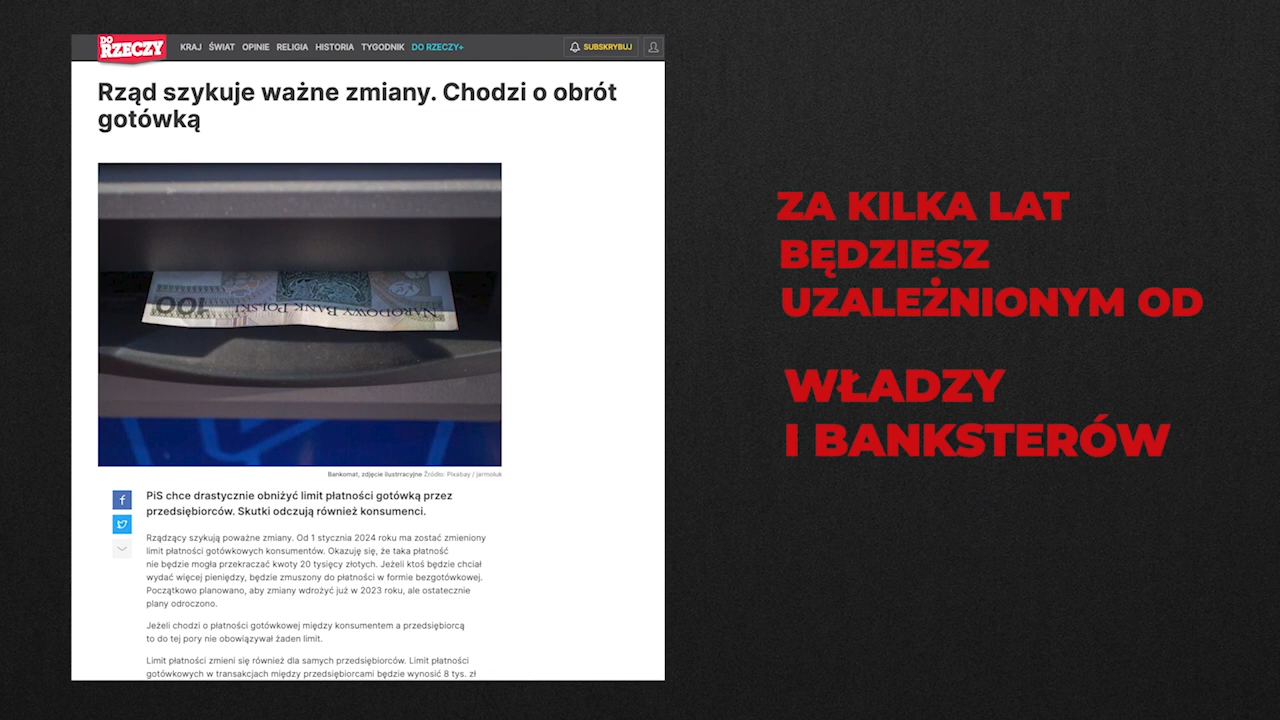 DO
RZECZY
KRAJ ŚWIAT OPINIE RELIGIA HISTORIA TYGODNIK DO RZECZY+
SUBSKRYBUJ
Rząd szykuje ważne zmiany. Chodzi o obrót
gotówką
100
NARODOWY BANK POLSKI
Bankomat, zdjęcie ilustrracyjne Źródło: Pixabay / jarmoluk
f
PiS chce drastycznie obniżyć limit płatności gotówką przez
przedsiębiorców. Skutki odczują również konsumenci.
Rządzący szykują poważne zmiany. Od 1 stycznia 2024 roku ma zostać zmieniony
limit płatności gotówkowych konsumentów. Okazuję się, że taka płatność
nie będzie mogła przekraczać kwoty 20 tysięcy złotych. Jeżeli ktoś będzie chciał
wydać więcej pieniędzy, będzie zmuszony do płatności w formie bezgotówkowej.
Początkowo planowano, aby zmiany wdrożyć już w 2023 roku, ale ostatecznie
plany odroczono.
Jeżeli chodzi o płatności gotówkowej między konsumentem a przedsiębiorcą
to do tej pory nie obowiązywał żaden limit.
Limit płatności zmieni się również dla samych przedsiębiorców. Limit płatności
gotówkowych w transakcjach między przedsiębiorcami będzie wynosić 8 tys. zł
ZA KILKA LAT
BĘDZIESZ
UZALEŻNIONYM OD
WŁADZY
I BANKSTERÓW